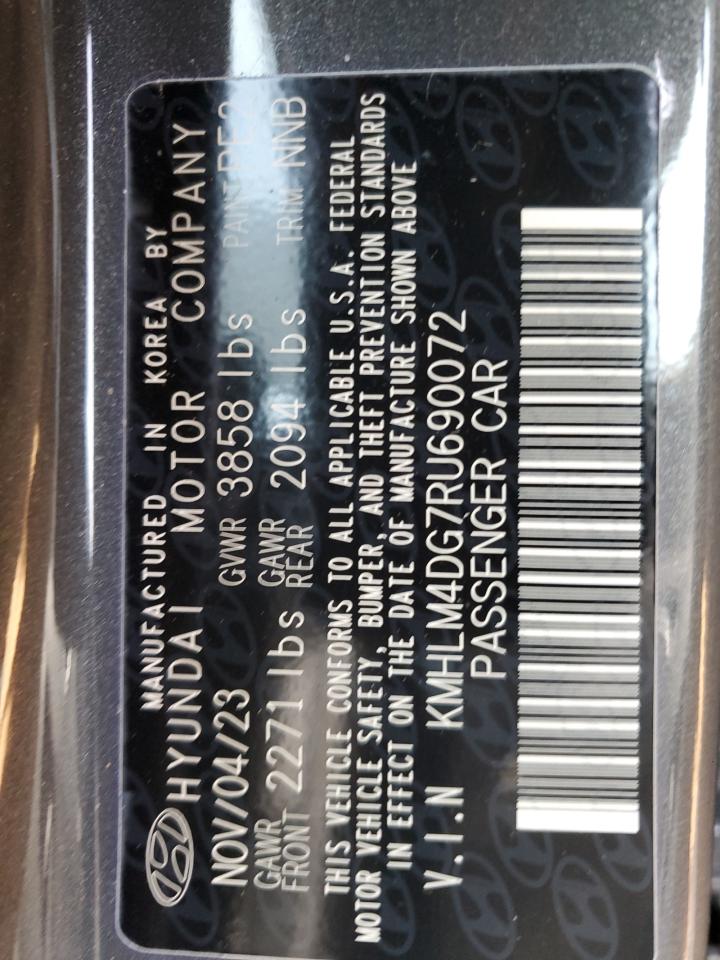 MANUFACTURED IN KOREA BY
HYUNDAI MOTOR COMPANY
NOV/04/23 GVWR 3858 lbs PAINT PE2
GAWR FRONT 2271 lbs GAWR REAR 2094 lbs TRIM NNB
THIS VEHICLE CONFORMS TO ALL APPLICABLE U.S.A. FEDERAL
MOTOR VEHICLE SAFETY, BUMPER, AND THEFT PREVENTION STANDARDS
IN EFFECT ON THE DATE OF MANUFACTURE SHOWN ABOVE
V.I.N KMHLM4DG7RU690072
PASSENGER CAR